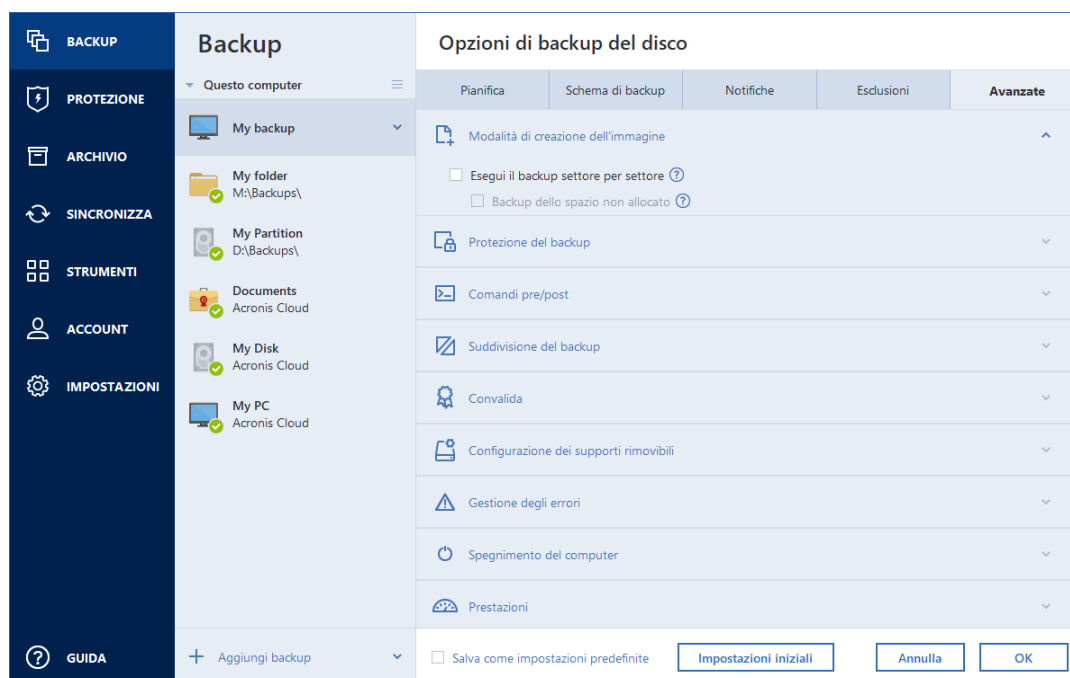 BACKUP
PROTEZIONE
ARCHIVIO
SINCRONIZZA
STRUMENTI
ACCOUNT
IMPOSTAZIONI
GUIDA
Backup
Questo computer
My backup
My folder
M:\Backups\
My Partition
D:\Backups\
Documents
Acronis Cloud
My Disk
Acronis Cloud
My PC
Acronis Cloud
Aggiungi backup
Opzioni di backup del disco
Pianifica
Schema di backup
Notifiche
Esclusioni
Avanzate
Modalità di creazione dell'immagine
Esegui il backup settore per settore
Backup dello spazio non allocato
Protezione del backup
Comandi pre/post
Suddivisione del backup
Convalida
Configurazione dei supporti rimovibili
Gestione degli errori
Spegnimento del computer
Prestazioni
Salva come impostazioni predefinite
Impostazioni iniziali
Annulla
OK